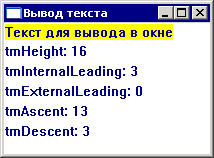 Вывод текста
Текст для вывода в окне
tmHeight: 16
tmInternalLeading: 3
tmExternalLeading: 0
tmAscent: 13
tmDescent: 3